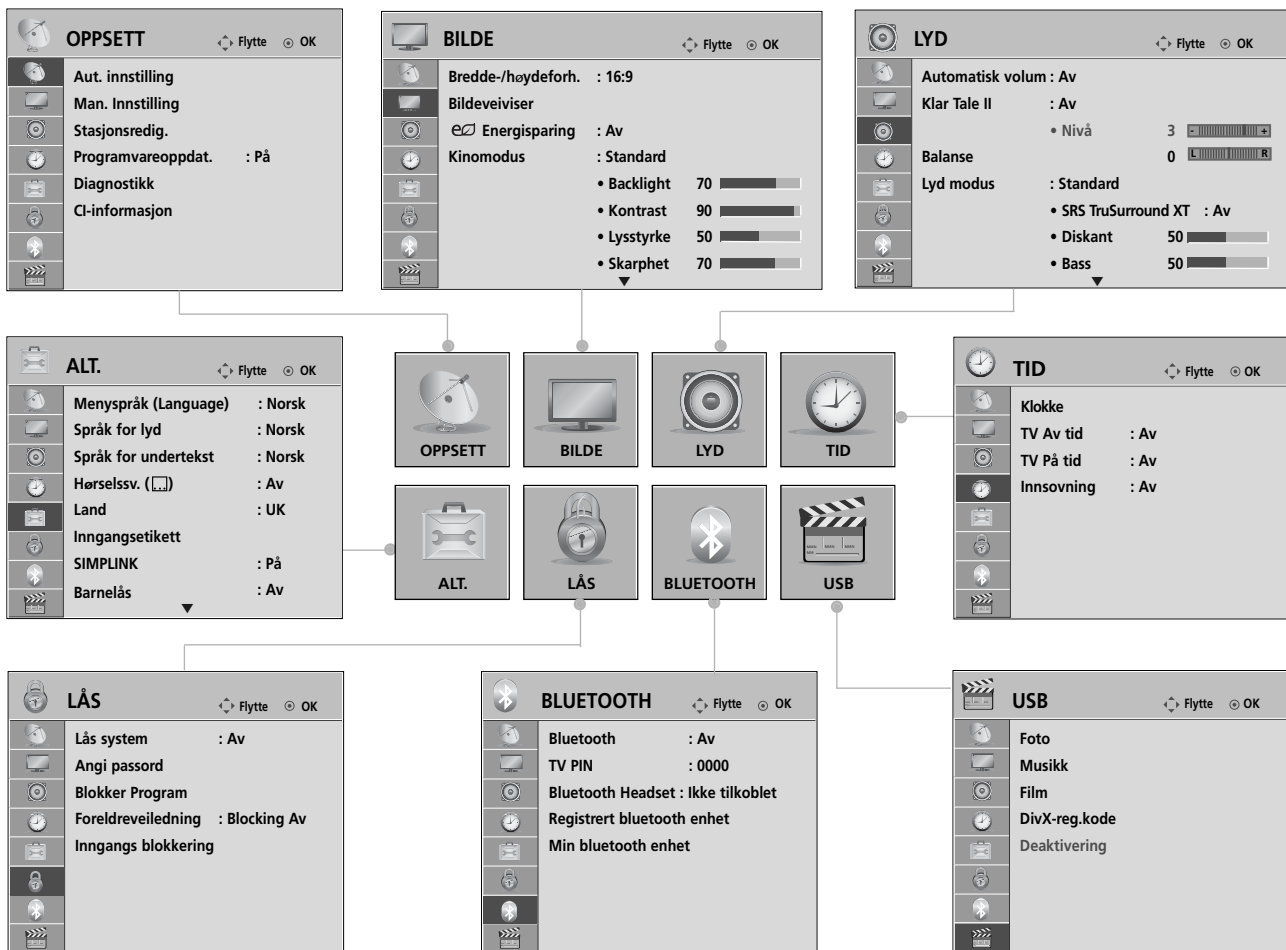 OPPSETT Flytte OK
Aut. innstilling
Man. Innstilling
Stasjonsredig.
Programvareoppdat. : På
Diagnostikk
CI-informasjon
BILDE Flytte OK
Bredde-/høydeforh. : 16:9
Bildeveiviser
Energisparing : Av
Kinomodus : Standard
• Backlight 70
• Kontrast 90
• Lysstyrke 50
• Skarphet 70
LYD Flytte OK
Automatisk volum : Av
Klar Tale II : Av
• Nivå 3 - +
Balanse 0 L R
Lyd modus : Standard
• SRS TruSurround XT : Av
• Diskant 50
• Bass 50
ALT. Flytte OK
Menyspråk (Language) : Norsk
Språk for lyd : Norsk
Språk for undertekst : Norsk
Hørselssv. ( ) : Av
Land : UK
Inngangsetikett
SIMPLINK : På
Barnelås : Av
OPPSETT
BILDE
LYD
TID
ALT.
LÅS
BLUETOOTH
USB
TID Flytte OK
Klokke
TV Av tid : Av
TV På tid : Av
Innsovning : Av
LÅS Flytte OK
Lås system : Av
Angi passord
Blokker Program
Foreldreveiledning : Blocking Av
Inngangs blokkering
BLUETOOTH Flytte OK
Bluetooth : Av
TV PIN : 0000
Bluetooth Headset : Ikke tilkoblet
Registrert bluetooth enhet
Min bluetooth enhet
USB Flytte OK
Foto
Musikk
Film
DivX-reg.kode
Deaktivering